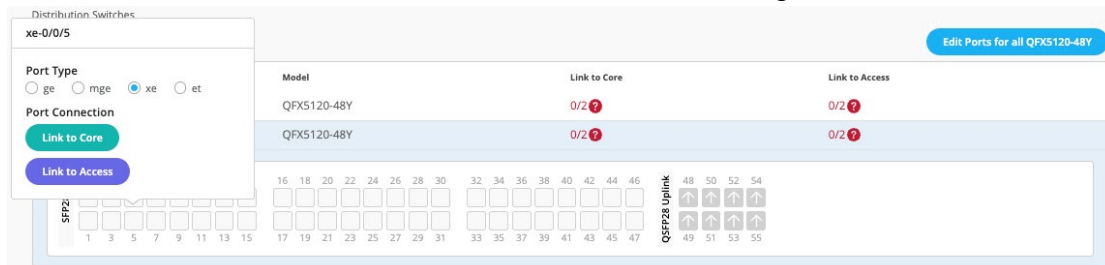 Distribution Switches
xe-0/0/5
Edit Ports for all QFX5120-48Y
Port Type
ge mge xe et
Port Connection
Link to Core
Link to Access
Model Link to Core Link to Access
QFX5120-48Y 0/2 ? 0/2 ?
QFX5120-48Y 0/2 ? 0/2 ?
16 18 20 22 24 26 28 30 32 34 36 38 40 42 44 46 48 50 52 54
SFP2
QSFP28 Uplink
1 3 5 7 9 11 13 15 17 19 21 23 25 27 29 31 33 35 37 39 41 43 45 47 49 51 53 55